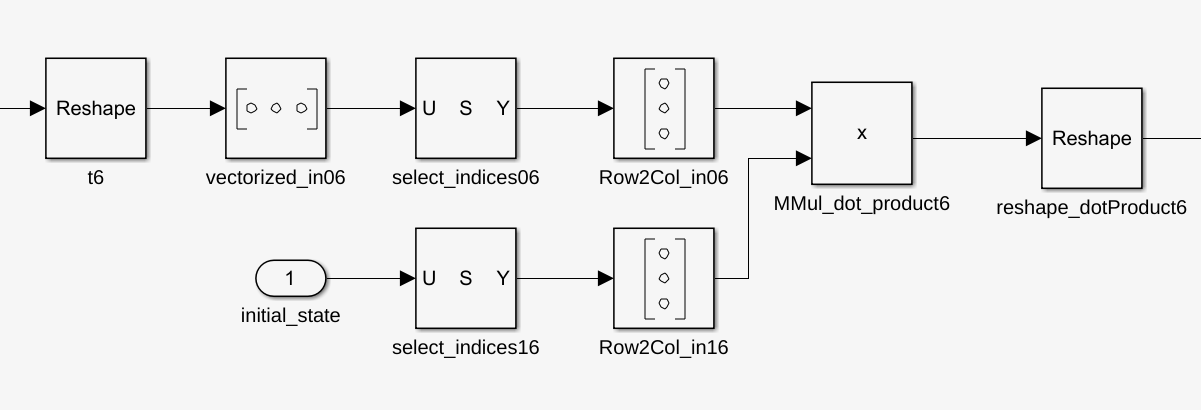 Reshape
t6
vectorized_in06
U S Y
select_indices06
Row2Col_in06
x
MMul_dot_product6
Reshape
reshape_dotProduct6
1
initial_state
U S Y
select_indices16
Row2Col_in16